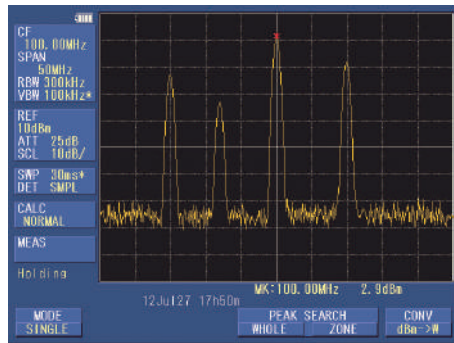 CF
100.00MHz
SPAN
50MHz
RBW 300kHz
VBW 100kHz*
REF
10dBm
ATT 25dB
SCL 10dB/
SWP 30ms*
DET SMPL
CALC
NORMAL
MEAS
Holding
MK:100.00MHz 2.9dBm
12Jul27 17h50m
MODE
SINGLE
PEAK SEARCH
WHOLE ZONE
CONV
dBm->W